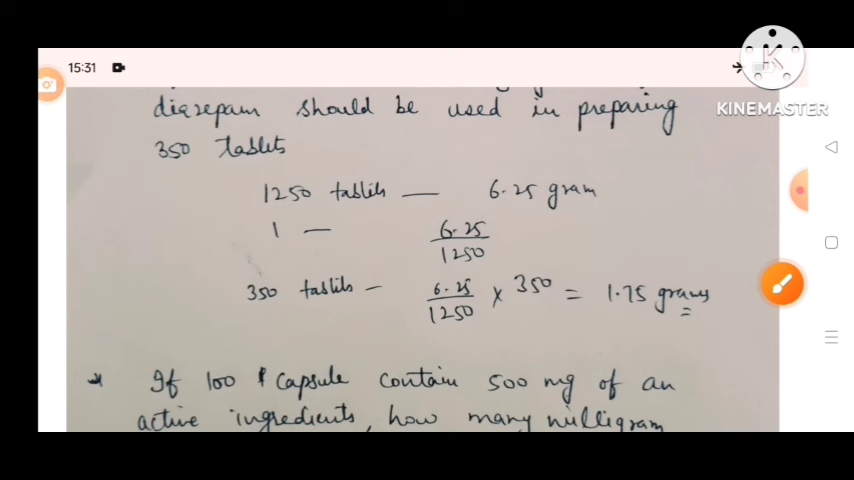 15:31
KINEMASTER
diazepam should be used in preparing
350 tablets
1250 tablets — 6.25 gram
1 — 6.25/1250
350 tablets – 6.25/1250 × 350 = 1.75 grams
If 100 capsule contain 500 mg of an
active ingredients, how many milligram